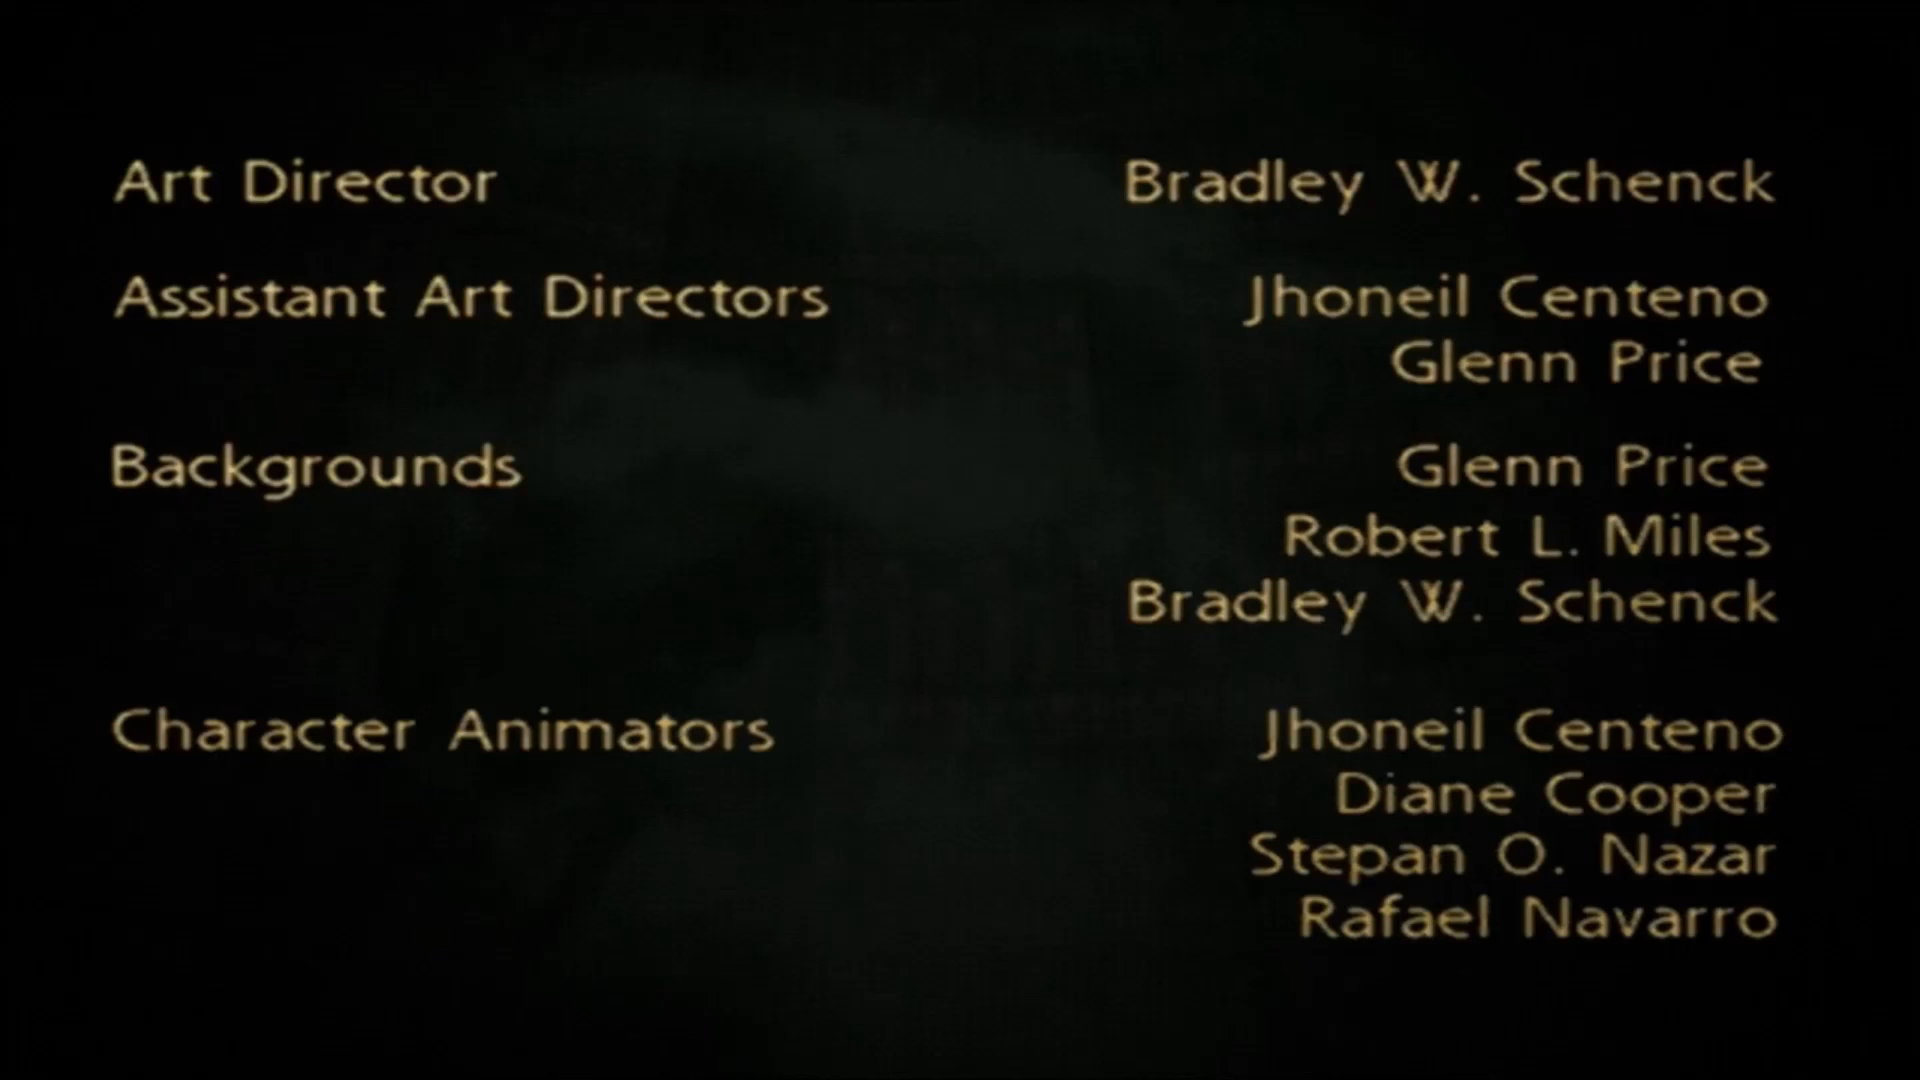 Art Director Bradley W. Schenck
Assistant Art Directors Jhoneil Centeno
Glenn Price
Backgrounds Glenn Price
Robert L. Miles
Bradley W. Schenck
Character Animators Jhoneil Centeno
Diane Cooper
Stepan O. Nazar
Rafael Navarro